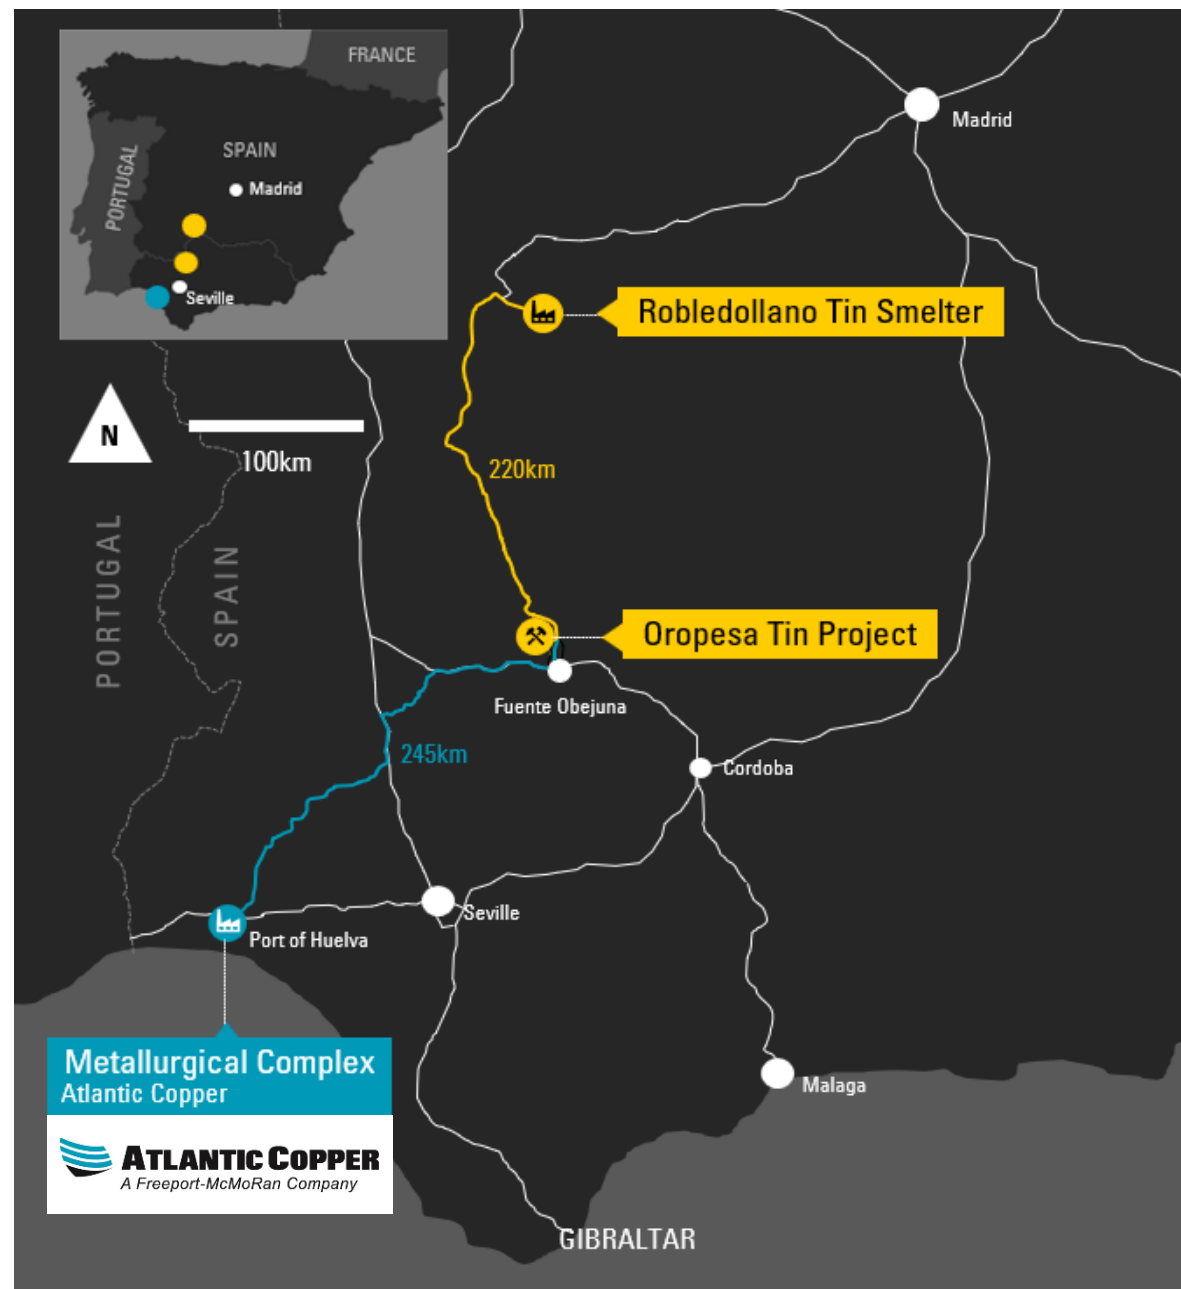 FRANCE
SPAIN
PORTUGAL
Madrid
Seville
Madrid
Robledollano Tin Smelter
N
100km
220km
PORTUGAL
SPAIN
Oropesa Tin Project
Fuente Obejuna
245km
Cordoba
Seville
Port of Huelva
Metallurgical Complex
Atlantic Copper
ATLANTIC COPPER
A Freeport-McMoRan Company
Malaga
GIBRALTAR